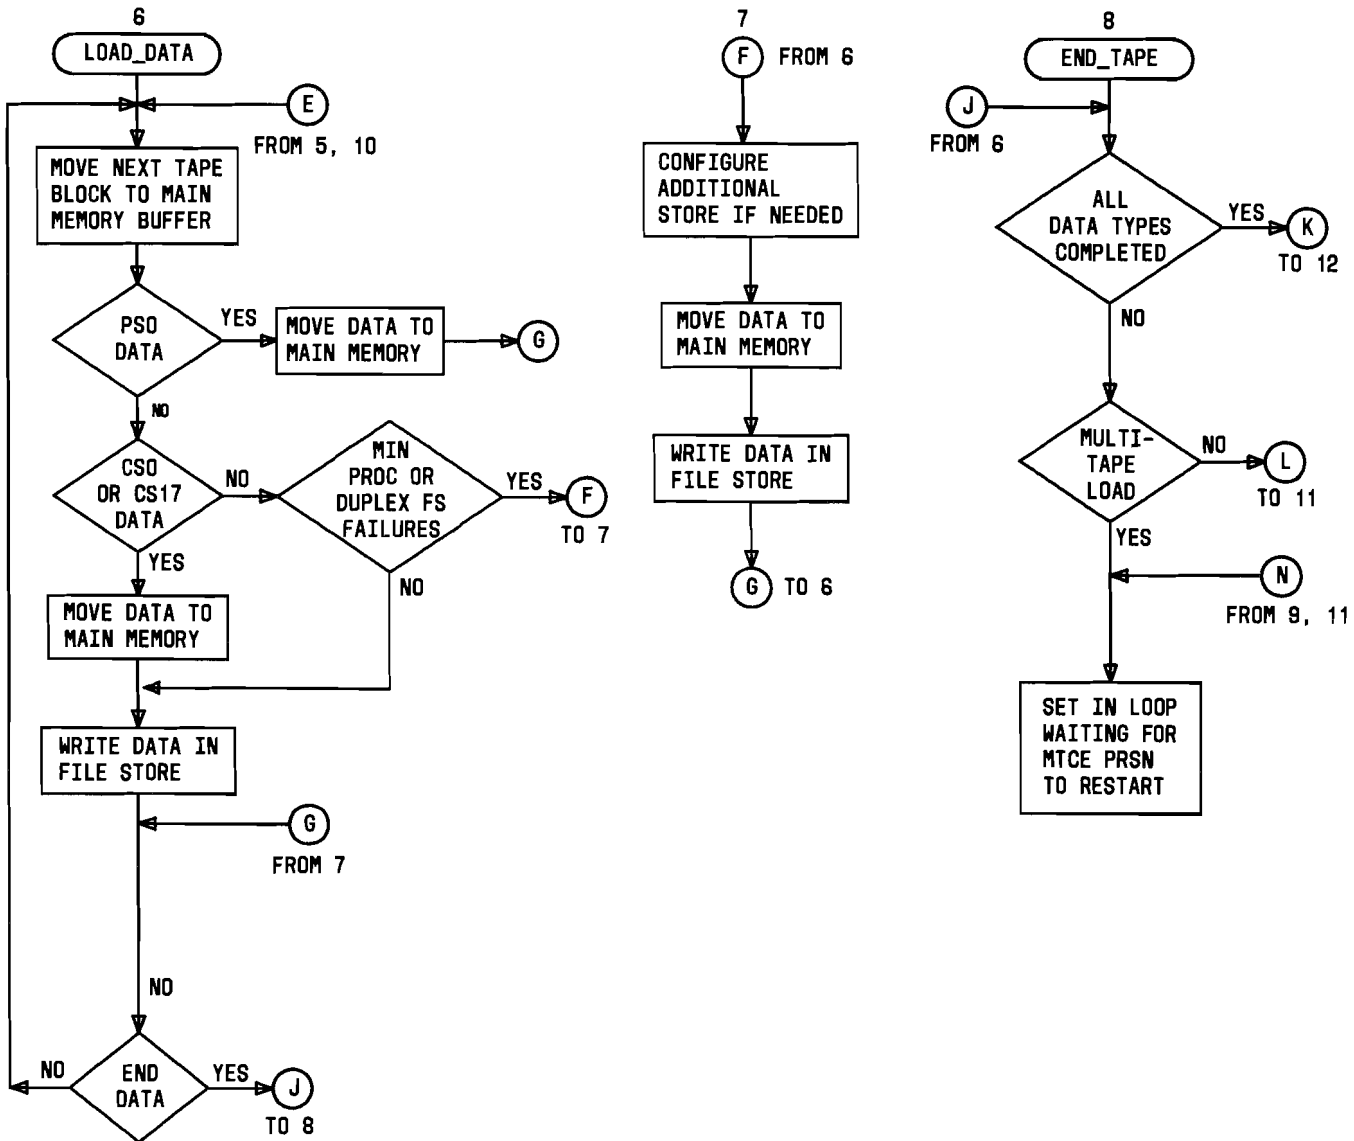 6
LOAD_DATA
E
FROM 5, 10
MOVE NEXT TAPE
BLOCK TO MAIN
MEMORY BUFFER
PS0
DATA
YES
MOVE DATA TO
MAIN MEMORY
G
NO
CS0
OR CS17
DATA
NO
MIN
PROC OR
DUPLEX FS
FAILURES
YES
F
TO 7
YES
NO
MOVE DATA TO
MAIN MEMORY
WRITE DATA IN
FILE STORE
G
FROM 7
NO
END
DATA
NO
YES
J
TO 8
7
F
FROM 6
CONFIGURE
ADDITIONAL
STORE IF NEEDED
MOVE DATA TO
MAIN MEMORY
WRITE DATA IN
FILE STORE
G
TO 6
8
END_TAPE
J
FROM 6
ALL
DATA TYPES
COMPLETED
YES
K
TO 12
NO
MULTI-
TAPE
LOAD
NO
L
TO 11
YES
N
FROM 9, 11
SET IN LOOP
WAITING FOR
MTCE PRSN
TO RESTART